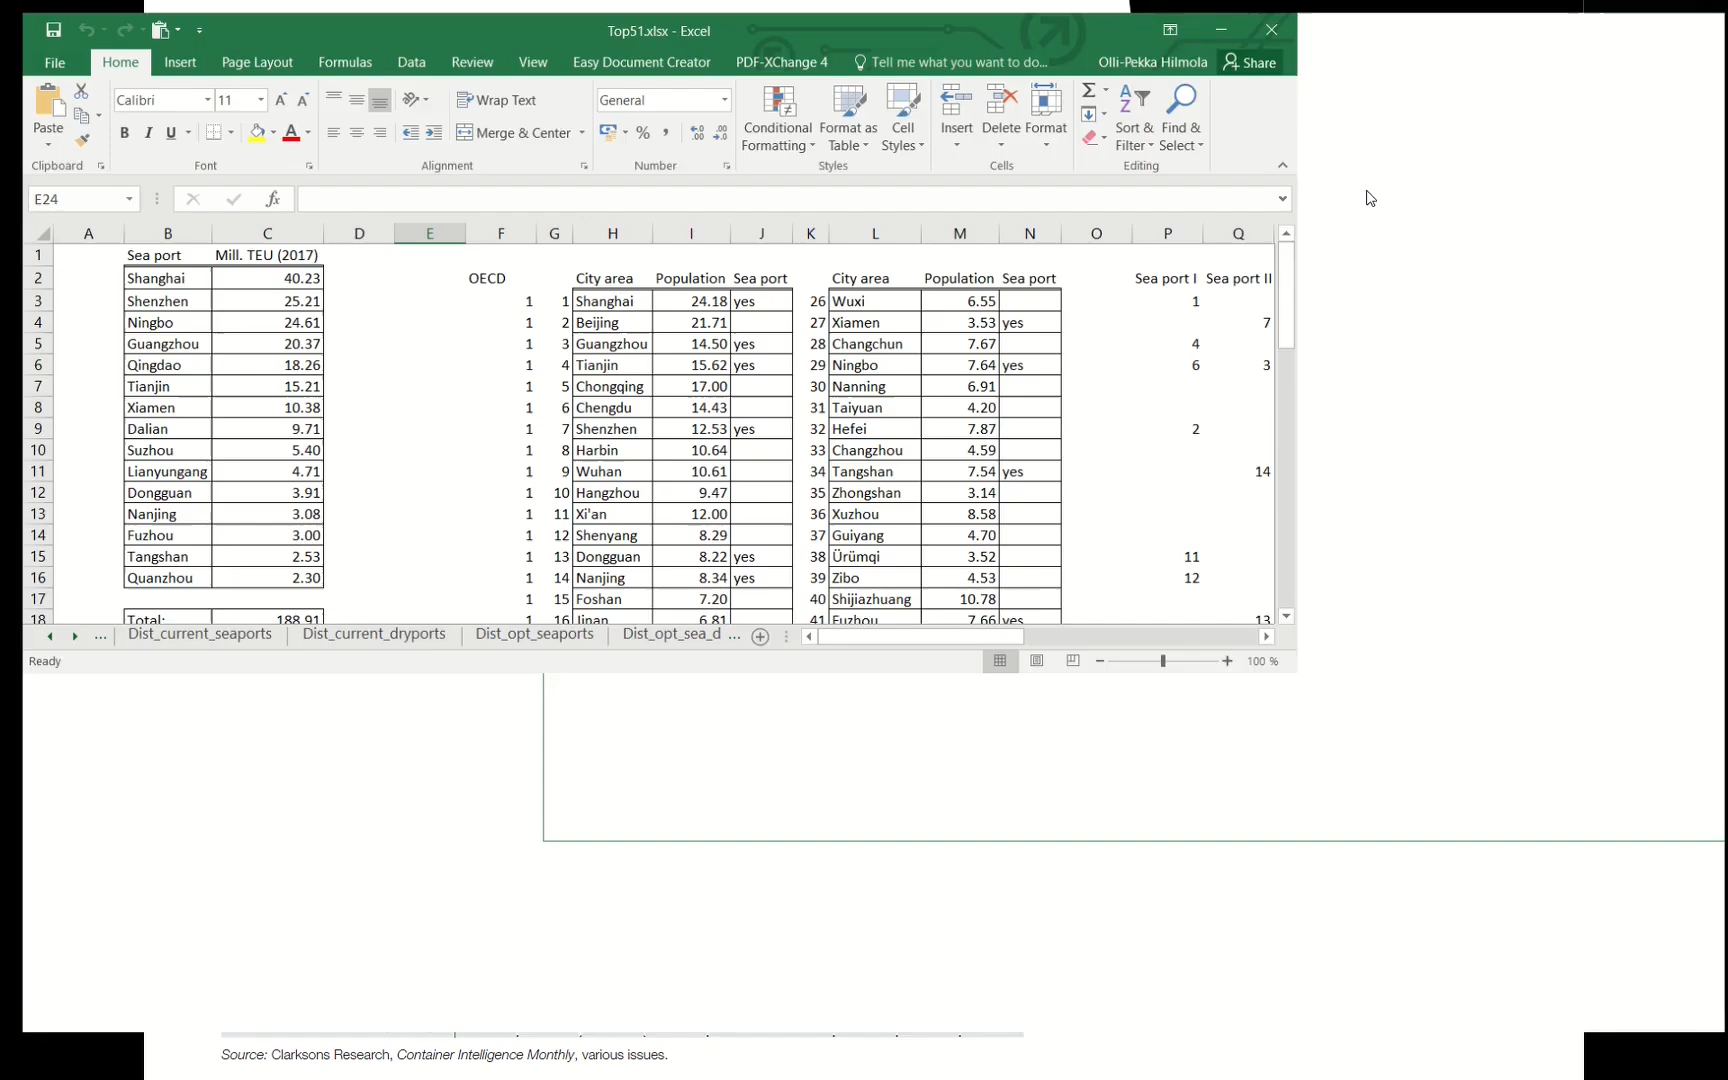 Top51.xlsx - Excel
File Home Insert Page Layout Formulas Data Review View Easy Document Creator PDF-XChange 4 Tell me what you want to do... Olli-Pekka Hilmola Share
Calibri 11 Wrap Text General
Paste B I U Merge & Center % , Conditional Formatting Format as Table Cell Styles Insert Delete Format Sort & Filter Find & Select
Clipboard Font Alignment Number Styles Cells Editing
E24 fx
A B C D E F G H I J K L M N O P Q
1 Sea port Mill. TEU (2017)
2 Shanghai 40.23 OECD City area Population Sea port City area Population Sea port Sea port I Sea port II
3 Shenzhen 25.21 1 1 Shanghai 24.18 yes 26 Wuxi 6.55 1
4 Ningbo 24.61 1 2 Beijing 21.71 27 Xiamen 3.53 yes 7
5 Guangzhou 20.37 1 3 Guangzhou 14.50 yes 28 Changchun 7.67 4
6 Qingdao 18.26 1 4 Tianjin 15.62 yes 29 Ningbo 7.64 yes 6 3
7 Tianjin 15.21 1 5 Chongqing 17.00 30 Nanning 6.91
8 Xiamen 10.38 1 6 Chengdu 14.43 31 Taiyuan 4.20
9 Dalian 9.71 1 7 Shenzhen 12.53 yes 32 Hefei 7.87 2
10 Suzhou 5.40 1 8 Harbin 10.64 33 Changzhou 4.59
11 Lianyungang 4.71 1 9 Wuhan 10.61 34 Tangshan 7.54 yes 14
12 Dongguan 3.91 1 10 Hangzhou 9.47 35 Zhongshan 3.14
13 Nanjing 3.08 1 11 Xi'an 12.00 36 Xuzhou 8.58
14 Fuzhou 3.00 1 12 Shenyang 8.29 37 Guiyang 4.70
15 Tangshan 2.53 1 13 Dongguan 8.22 yes 38 Ürümqi 3.52 11
16 Quanzhou 2.30 1 14 Nanjing 8.34 yes 39 Zibo 4.53 12
17 1 15 Foshan 7.20 40 Shijiazhuang 10.78
18 Total: 188.91 1 16 Jinan 6.81 41 Fuzhou 7.66 yes 13
... Dist_current_seaports Dist_current_dryports Dist_opt_seaports Dist_opt_sea_d ...
Ready 100 %
Source: Clarksons Research, Container Intelligence Monthly, various issues.